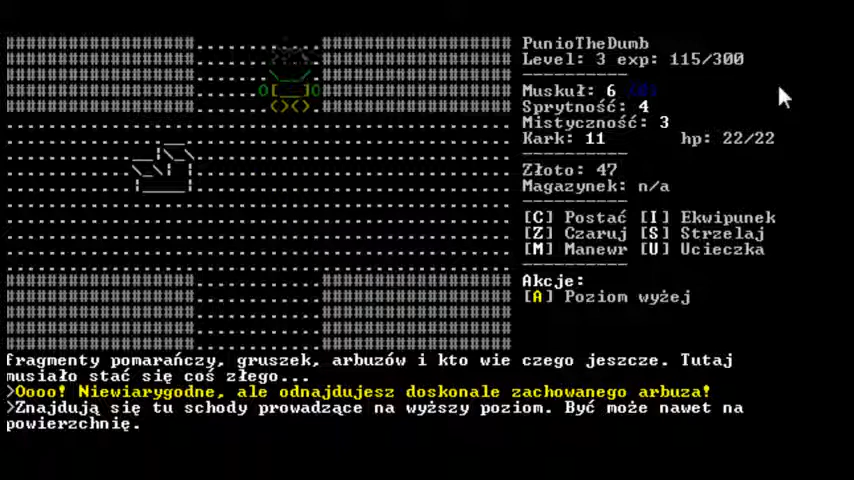 PunioTheDumb
Level: 3 exp: 115/300
Muskuł: 6
Sprytność: 4
Mistyczność: 3
Kark: 11 hp: 22/22
Złoto: 47
Magazynek: n/a
[C] Postać [I] Ekwipunek
[Z] Czaruj [S] Strzelaj
[M] Manewr [U] Ucieczka
Akcje:
[A] Poziom wyżej
fragmenty pomarańczy, gruszek, arbuzów i kto wie czego jeszcze. Tutaj
musiało stać się coś złego...
>Oooo! Niewiarygodne, ale odnajdujesz doskonale zachowanego arbuza!
>Znajdują się tu schody prowadzące na wyższy poziom. Być może nawet na
powierzchnię.